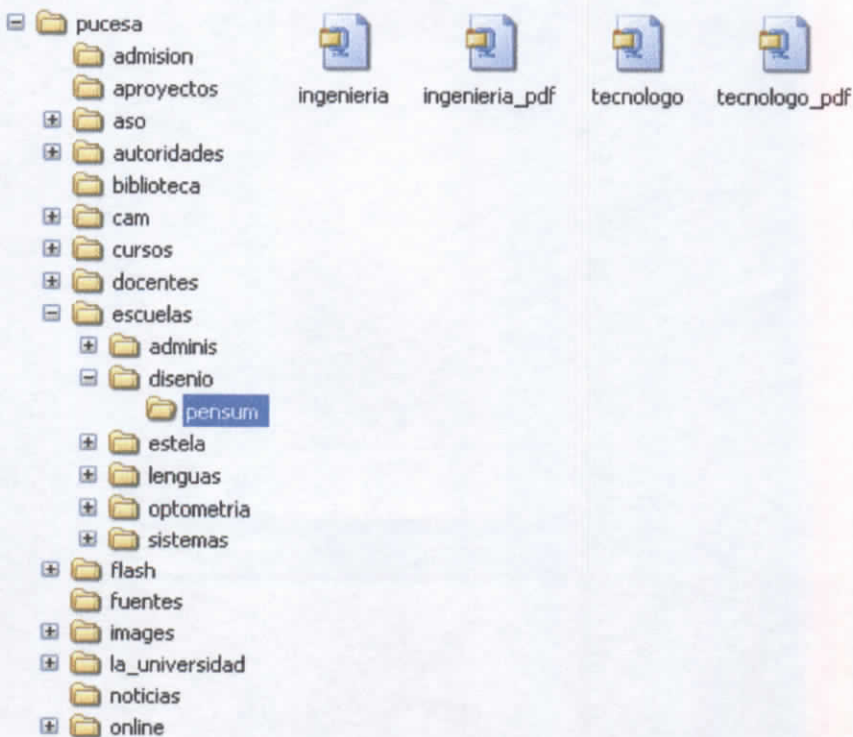 pucesa
admision
aproyectos
aso
autoridades
biblioteca
cam
cursos
docentes
escuelas
adminis
disenio
pensum
estela
lenguas
optometria
sistemas
flash
fuentes
images
la_universidad
noticias
online
ingenieria ingenieria_pdf tecnologo tecnologo_pdf